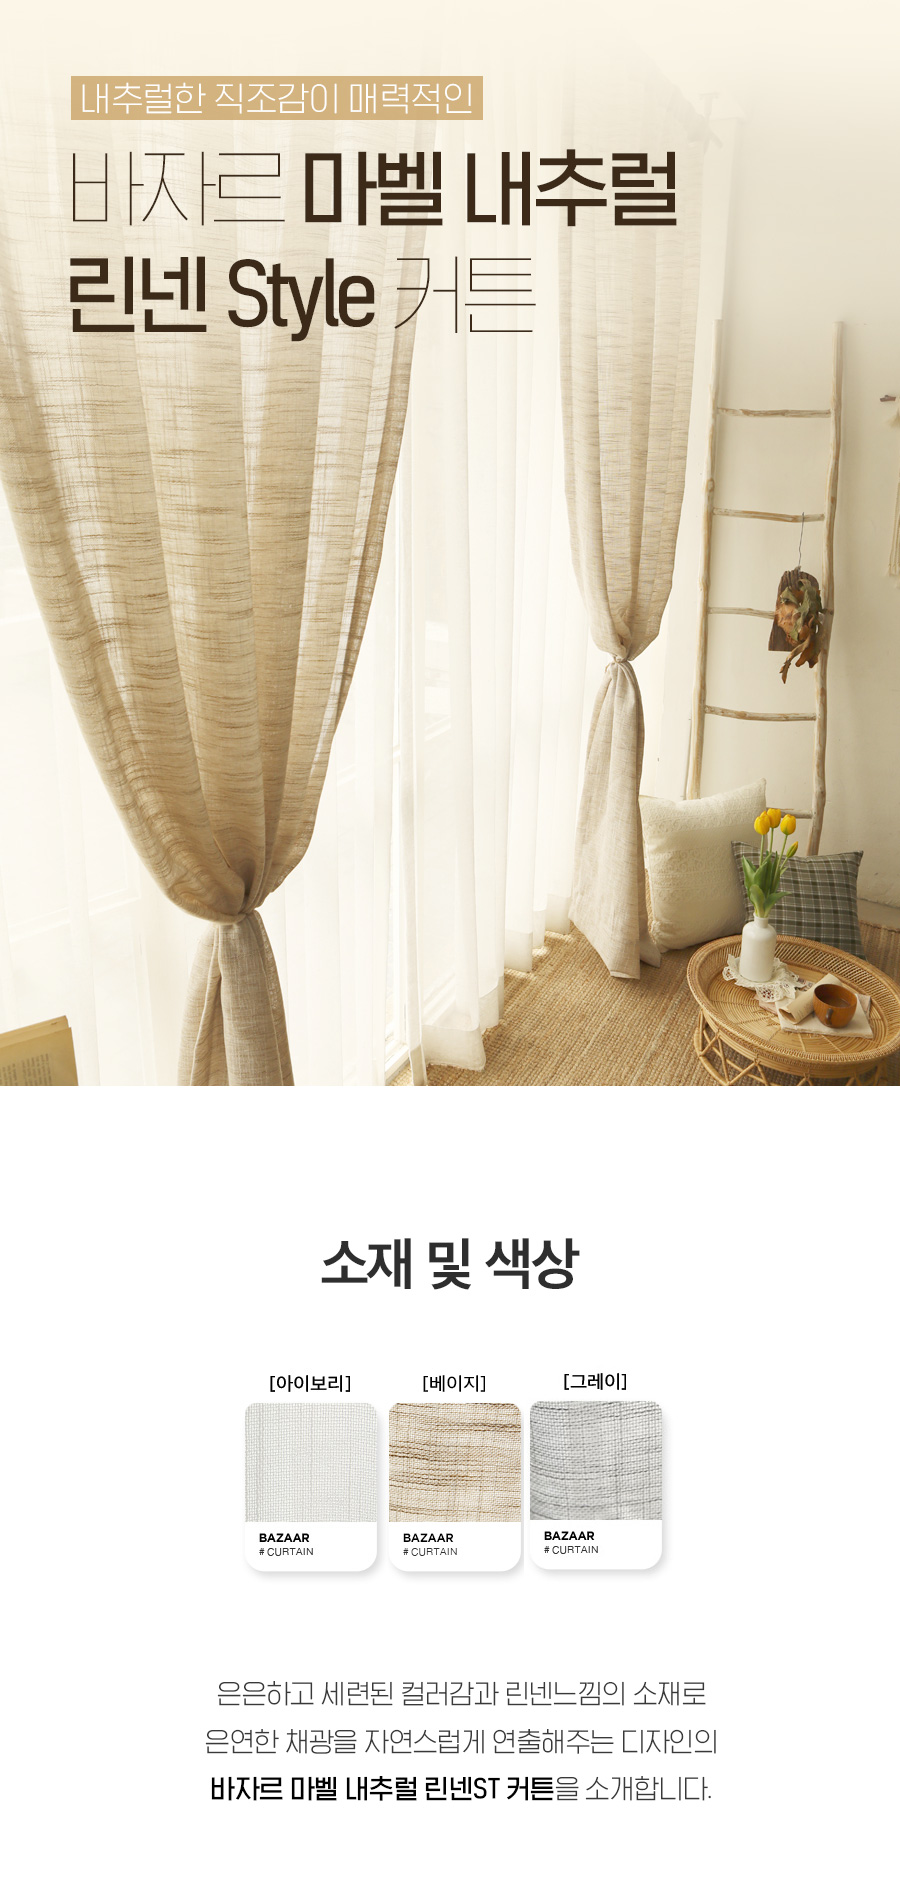 내추럴한 직조감이 매력적인
바자르 마벨 내추럴
린넨 Style 커튼
소재 및 색상
[아이보리] [베이지] [그레이]
BAZAAR BAZAAR BAZAAR
# CURTAIN # CURTAIN # CURTAIN
은은하고 세련된 컬러감과 린넨느낌의 소재로
은연한 채광을 자연스럽게 연출해주는 디자인의
바자르 마벨 내추럴 린넨ST 커튼을 소개합니다.